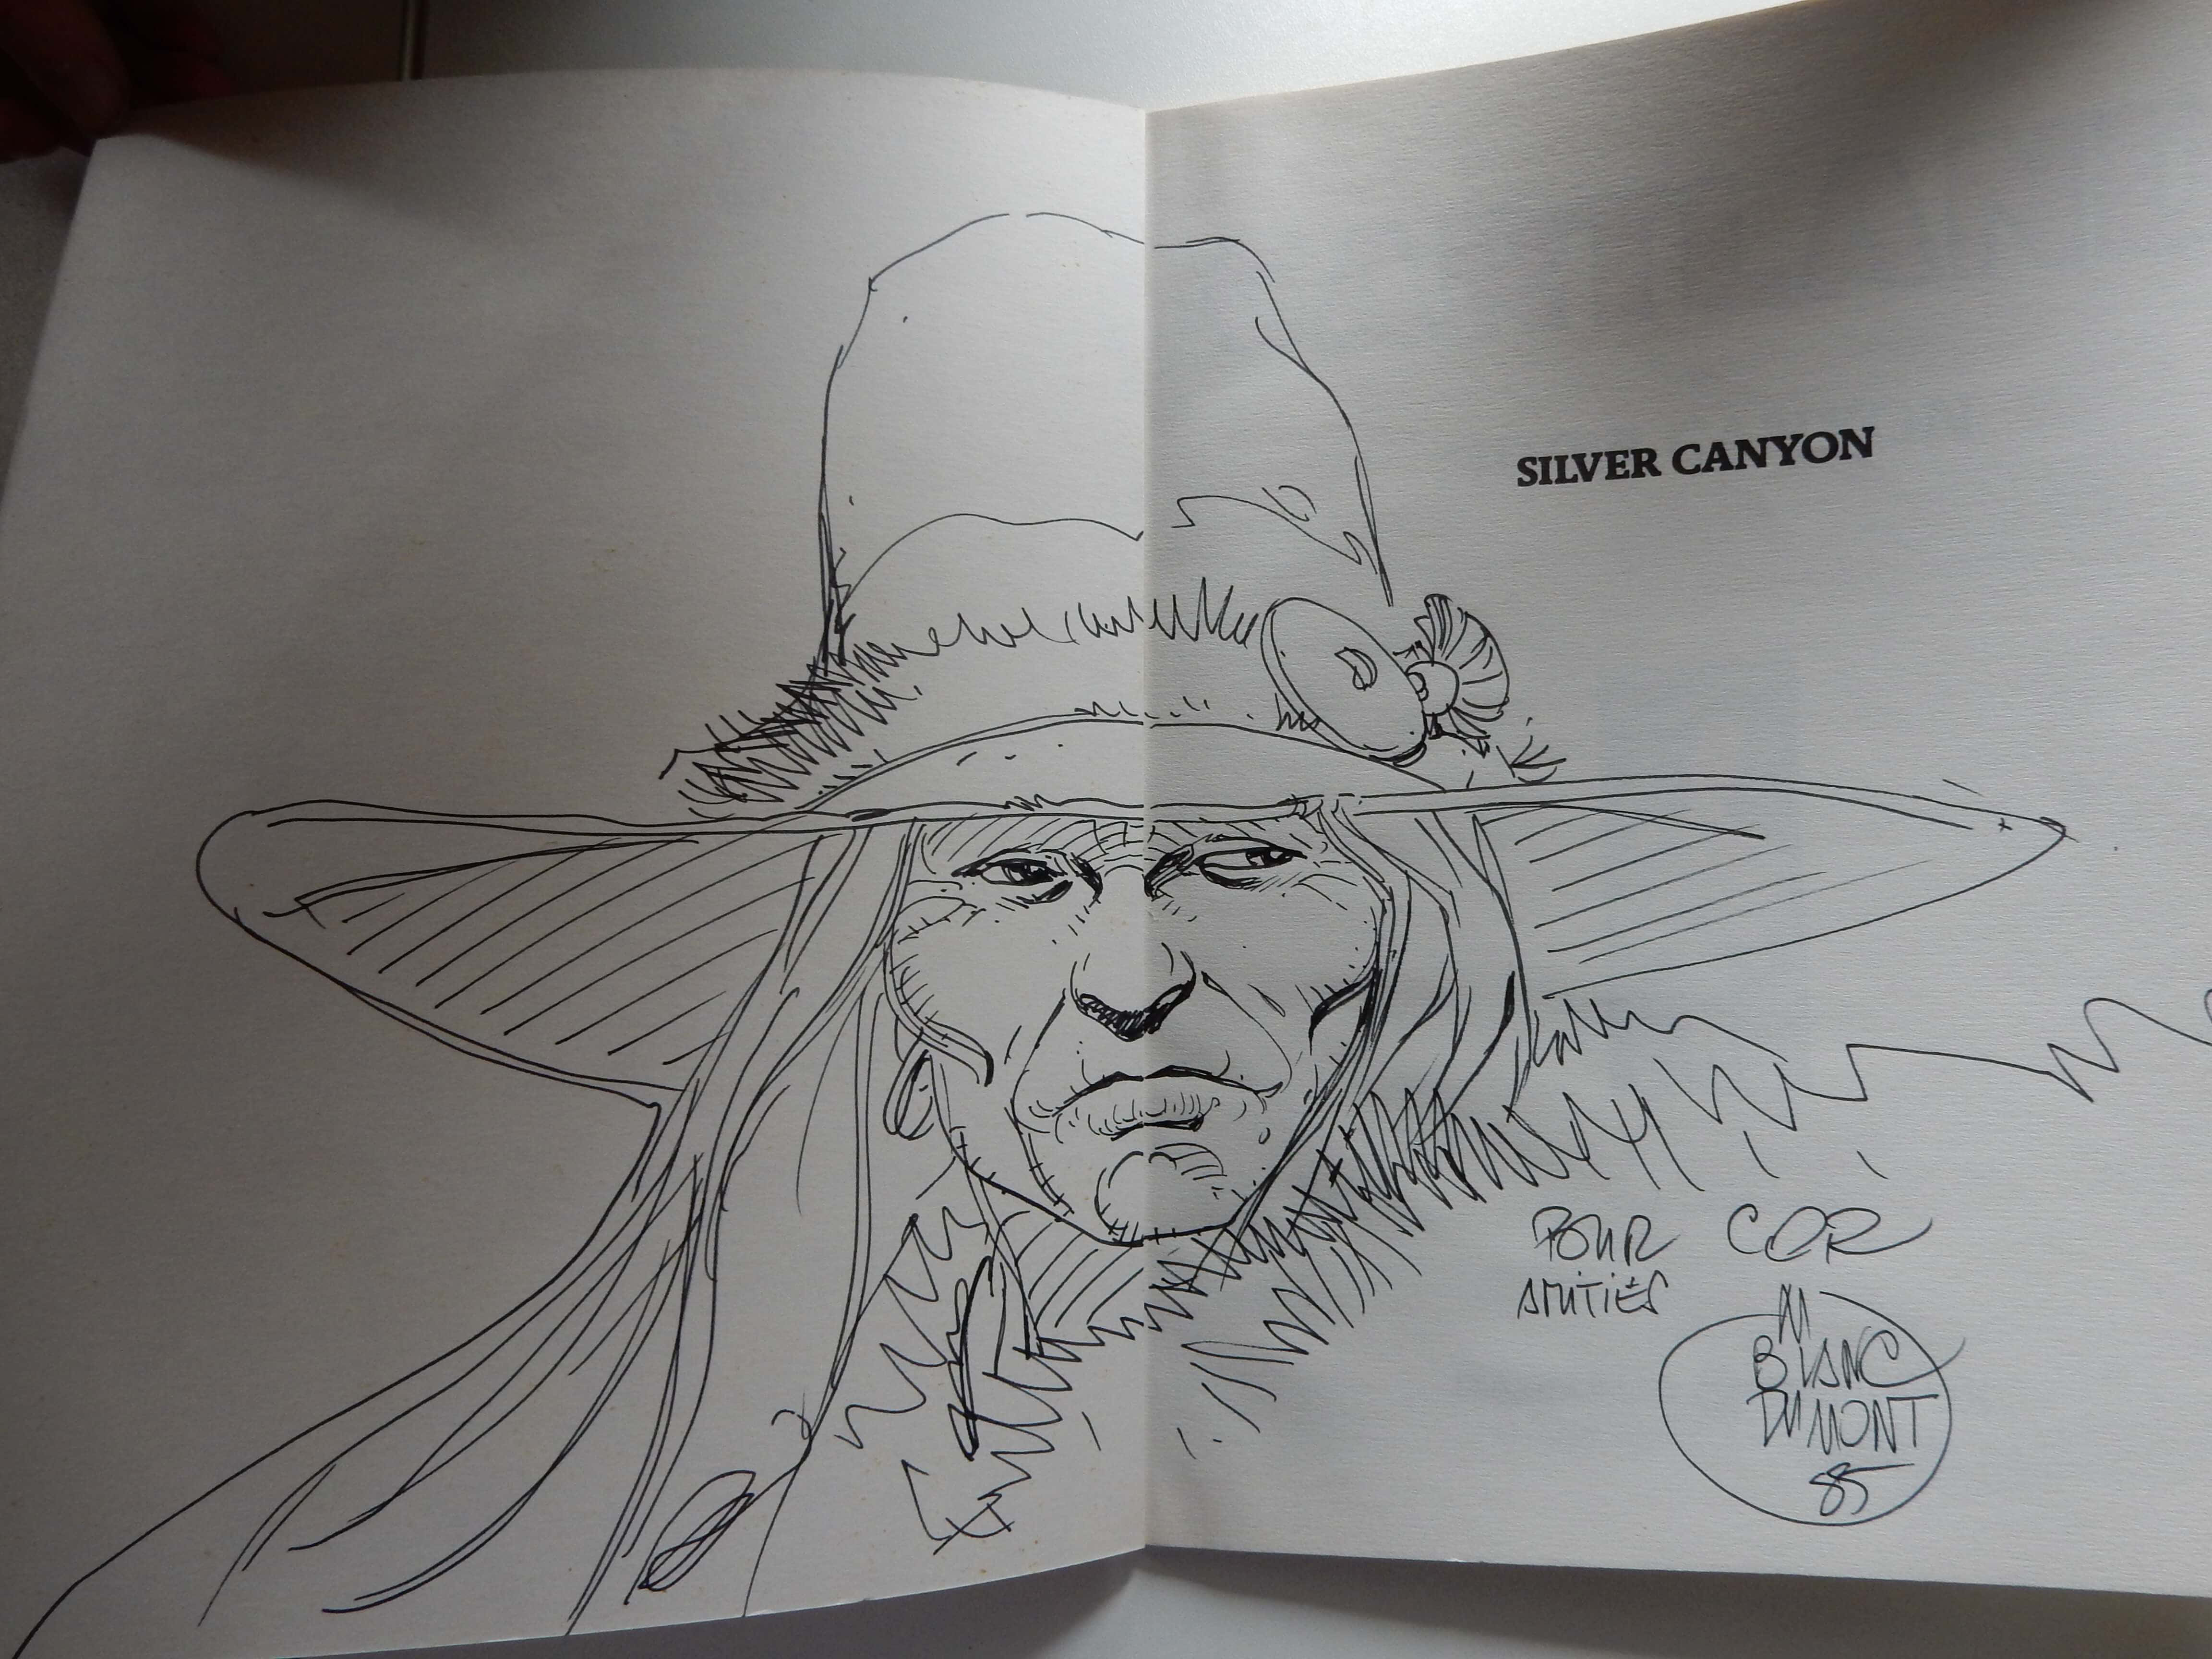 SILVER CANYON
POUR COR
AMITIÉS
M
BLANC
DUMONT
85